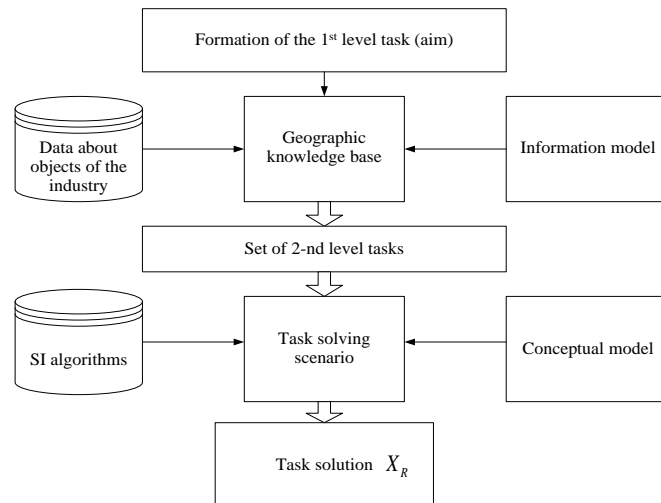 Formation of the 1st level task (aim)
Data about
objects of the
industry
Geographic
knowledge base
Information model
Set of 2-nd level tasks
SI algorithms
Task solving
scenario
Conceptual model
Task solution X_R